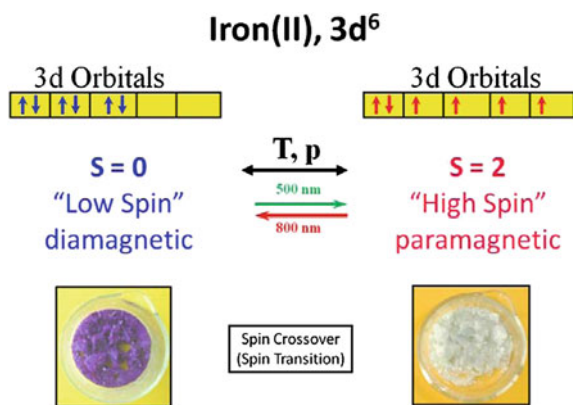 Iron(II), 3d⁶
3d Orbitals
3d Orbitals
T, p
S = 0
S = 2
500 nm
"Low Spin"
"High Spin"
800 nm
diamagnetic
paramagnetic
Spin Crossover
(Spin Transition)